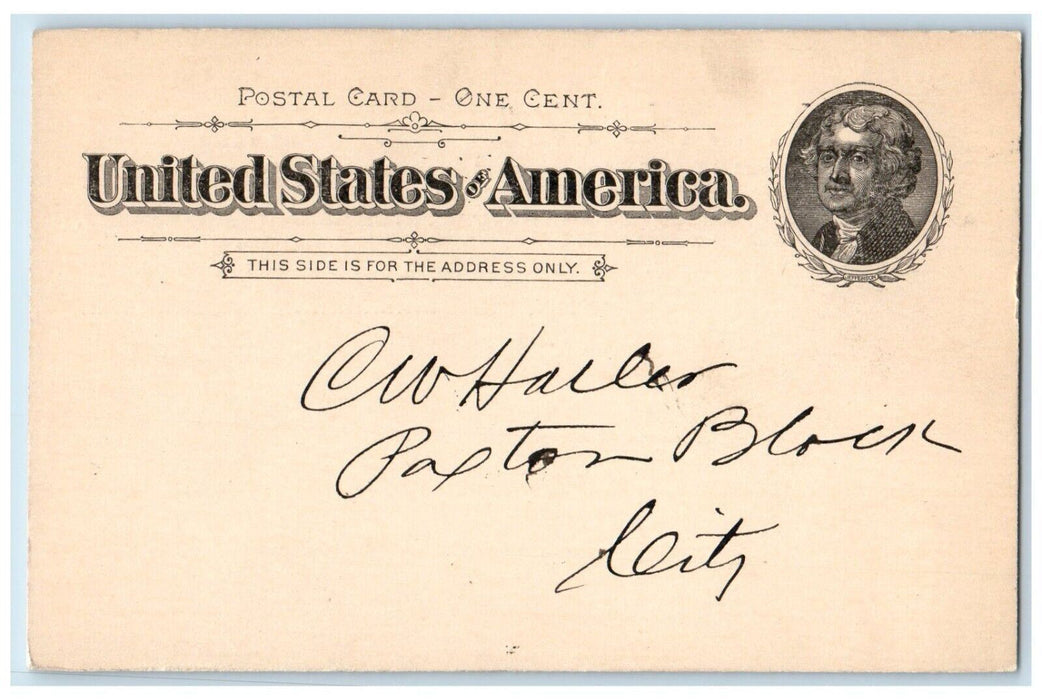 POSTAL CARD - ONE CENT.
United States OF America.
JEFFERSON
THIS SIDE IS FOR THE ADDRESS ONLY.
C W Haller
Paxton Block
City